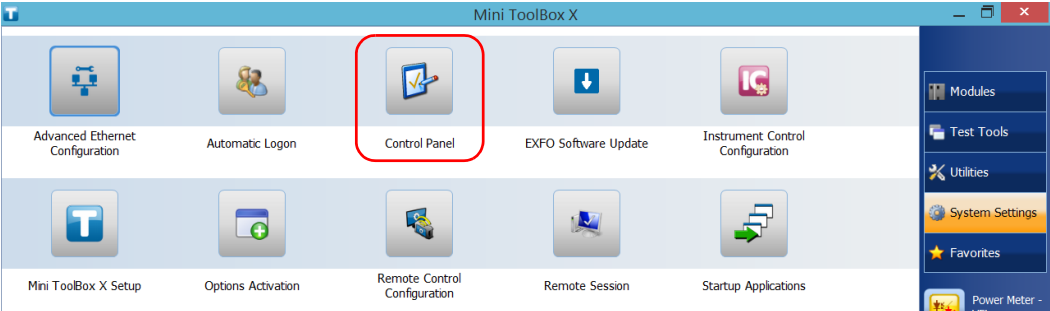 Mini ToolBox X
Advanced Ethernet
Configuration
Automatic Logon
Control Panel
EXFO Software Update
Instrument Control
Configuration
Mini ToolBox X Setup
Options Activation
Remote Control
Configuration
Remote Session
Startup Applications
Modules
Test Tools
Utilities
System Settings
Favorites
Power Meter -